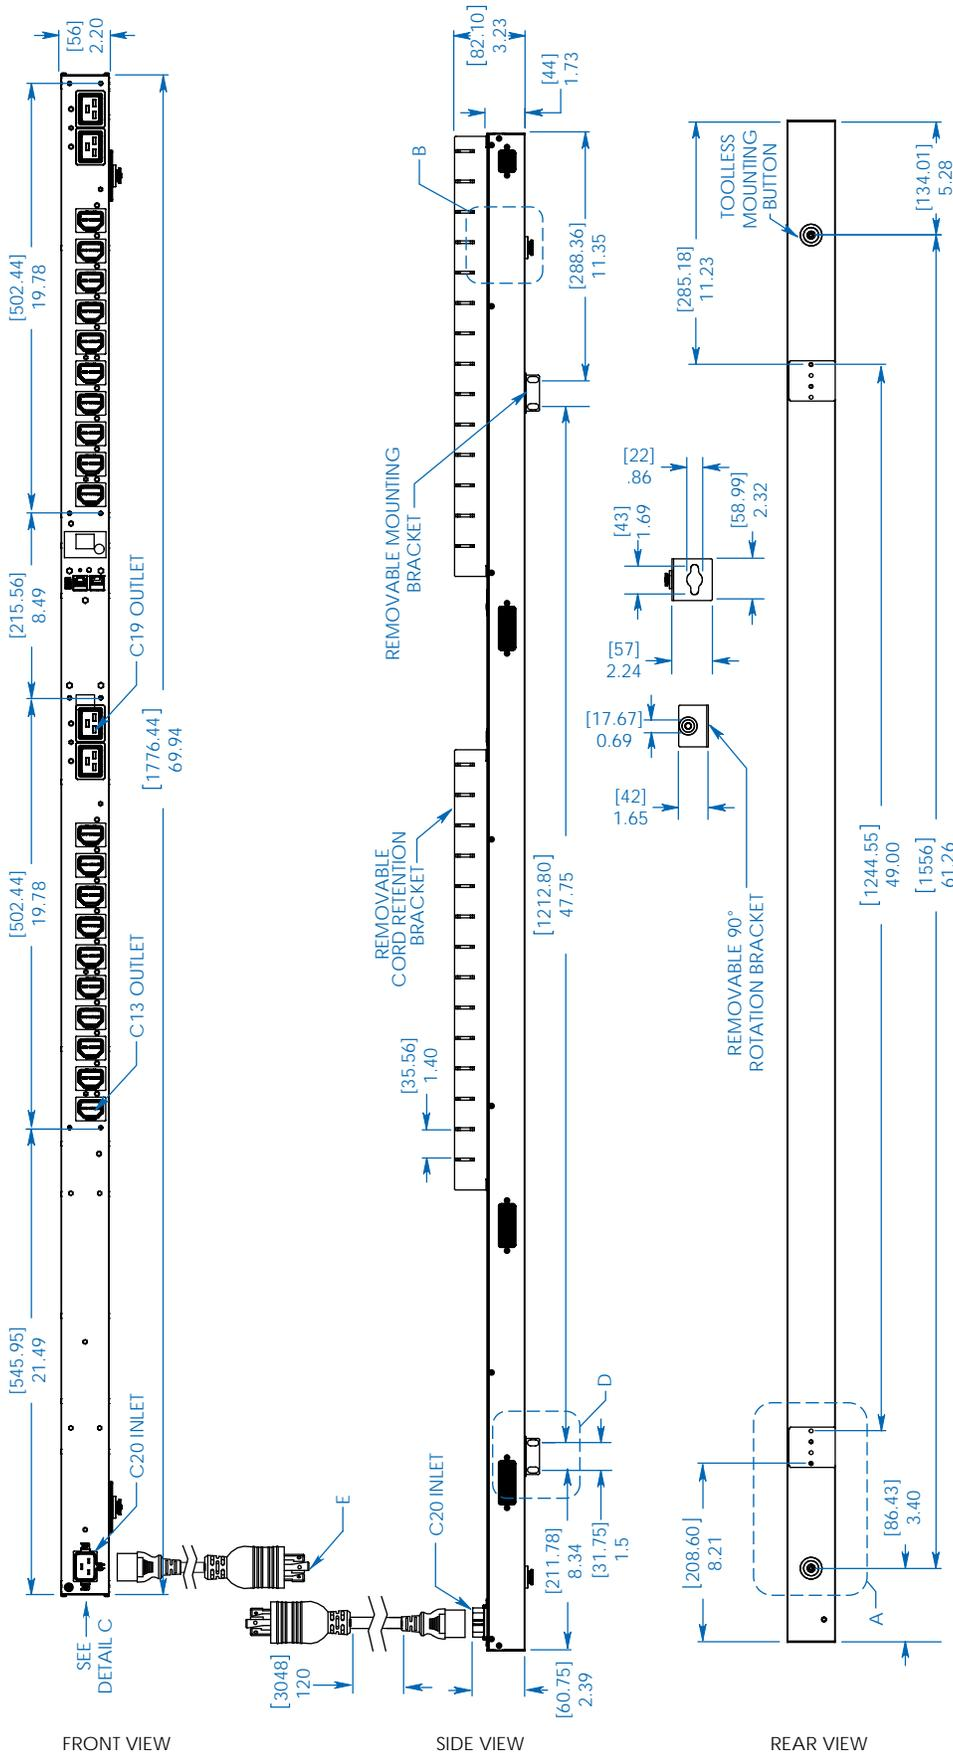 [56]
2.20
[502.44]
19.78
[215.56]
8.49
C19 OUTLET
[1776.44]
69.94
[502.44]
19.78
C13 OUTLET
[545.95]
21.49
C20 INLET
SEE
DETAIL C
E
[3048]
120
FRONT VIEW
[82.10]
3.23
[44]
1.73
B
[288.36]
11.35
REMOVABLE MOUNTING
BRACKET
REMOVABLE
CORD RETENTION
BRACKET
[1212.80]
47.75
[35.56]
1.40
D
C20 INLET
[211.78]
8.34
[31.75]
1.5
[60.75]
2.39
SIDE VIEW
TOOLLESS
MOUNTING
BUTTON
[134.01]
5.28
[285.18]
11.23
[22]
.86
[43]
1.69
[58.99]
2.32
[57]
2.24
[17.67]
0.69
[42]
1.65
REMOVABLE 90°
ROTATION BRACKET
[1244.55]
49.00
[1556]
61.26
[208.60]
8.21
[86.43]
3.40
A
REAR VIEW